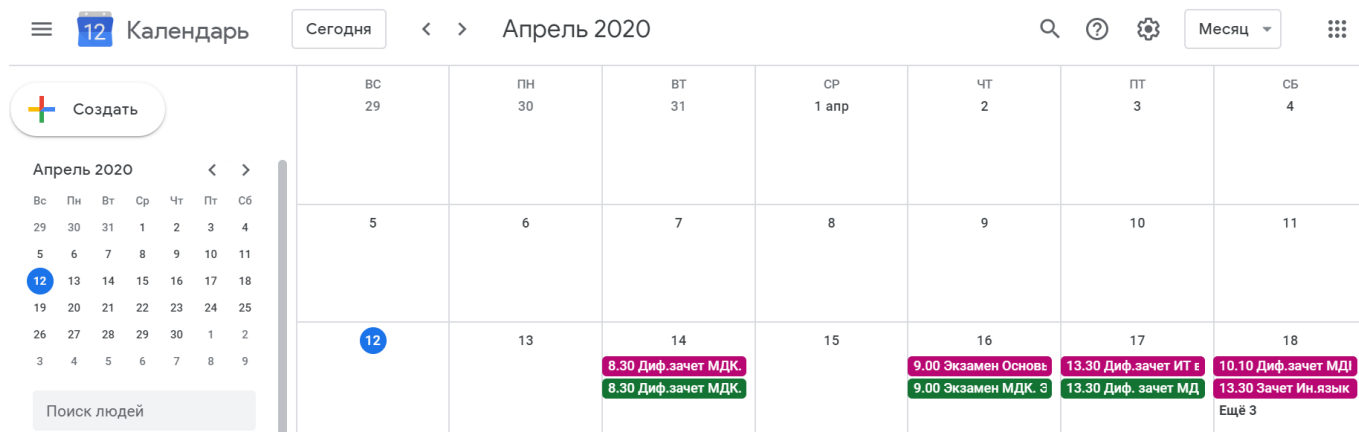 12 Календарь Сегодня Апрель 2020 Месяц
Создать
Апрель 2020
Вс Пн Вт Ср Чт Пт Сб
29 30 31 1 2 3 4
5 6 7 8 9 10 11
12 13 14 15 16 17 18
19 20 21 22 23 24 25
26 27 28 29 30 1 2
3 4 5 6 7 8 9
Поиск людей
ВС ПН ВТ СР ЧТ ПТ СБ
29 30 31 1 апр 2 3 4
5 6 7 8 9 10 11
12 13 14 15 16 17 18
8.30 Диф.зачет МДК. 9.00 Экзамен Основы 13.30 Диф.зачет ИТ в 10.10 Диф.зачет МДК
8.30 Диф.зачет МДК. 9.00 Экзамен МДК. Э 13.30 Диф. зачет МД 13.30 Зачет Ин.язык
Ещё 3